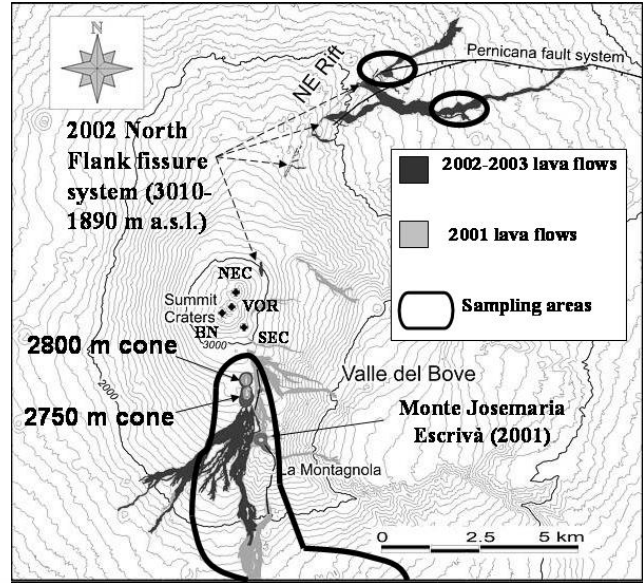 Pernicana fault system
NE Rift
2002 North
Flank fissure
system (3010-
1890 m a.s.l.)
2002-2003 lava flows
2001 lava flows
Sampling areas
NEC
Summit
Craters
VOR
BN
SEC
3000
2000
2800 m cone
2750 m cone
Valle del Bove
Monte Josemaria
Escrivà (2001)
La Montagnola
0 2.5 5 km